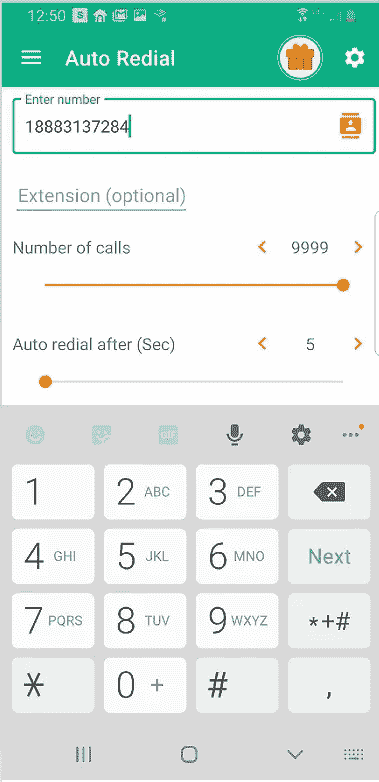 12:50
Auto Redial
Enter number
18883137284
Extension (optional)
Number of calls < 9999 >
Auto redial after (Sec) < 5 >
GIF
1 2 ABC 3 DEF
4 GHI 5 JKL 6 MNO Next
7 PQRS 8 TUV 9 WXYZ *+#
* 0 + # ,